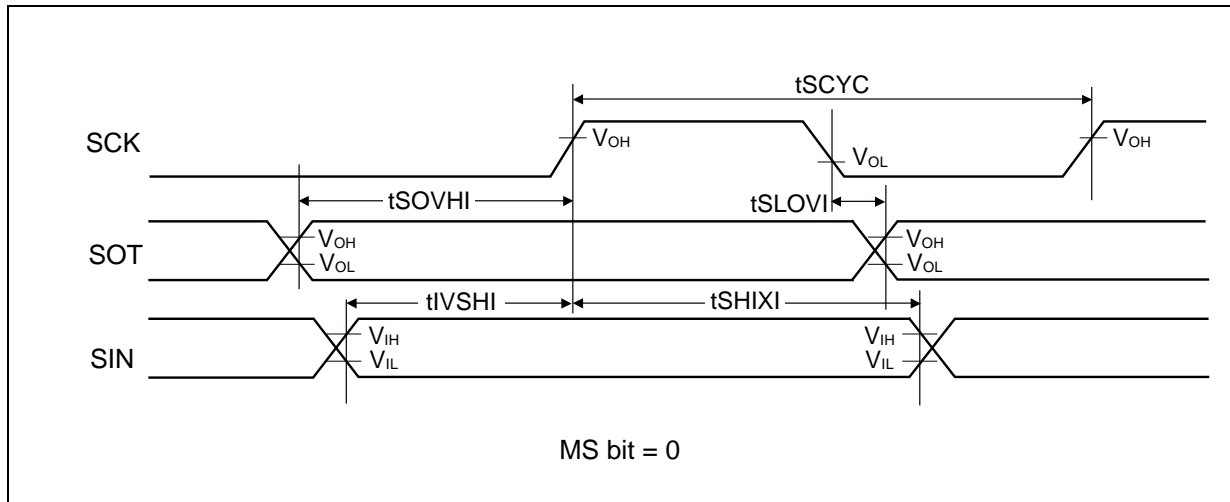 tSCYC
SCK
VOH
VOL
VOH
tSOVHI
tSLOVI
SOT
VOH
VOL
VOH
VOL
tIVSHI
tSHIXI
SIN
VIH
VIL
VIH
VIL
MS bit = 0